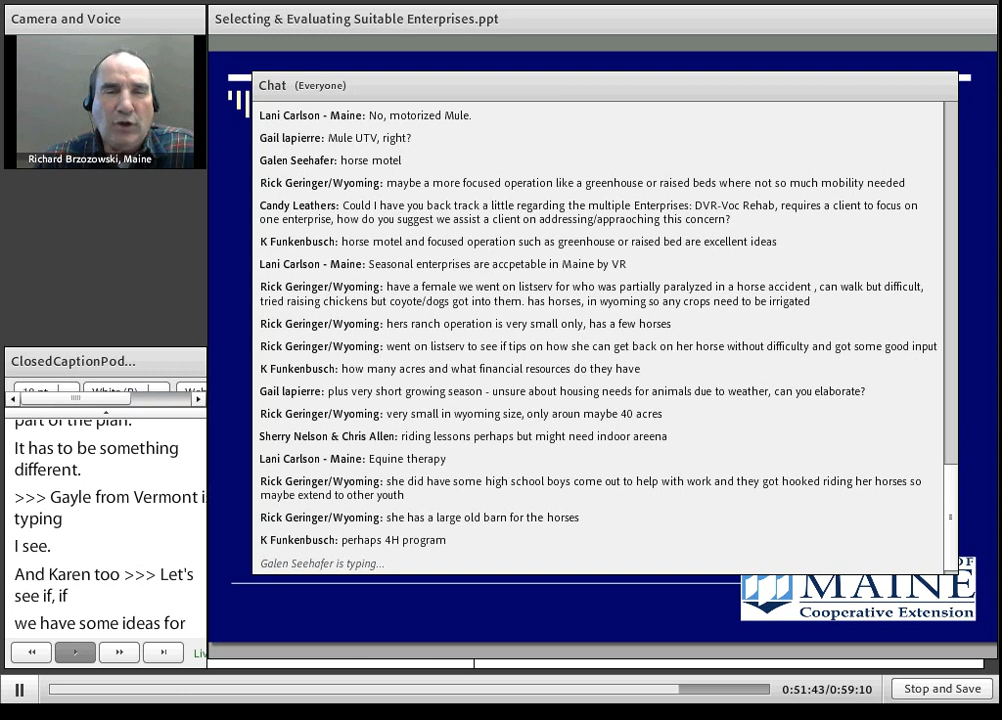 Camera and Voice
Richard Brzozowski, Maine
Selecting & Evaluating Suitable Enterprises.ppt
Chat (Everyone)
Lani Carlson - Maine: No, motorized Mule.
Gail lapierre: Mule UTV, right?
Galen Seehafer: horse motel
Rick Geringer/Wyoming: maybe a more focused operation like a greenhouse or raised beds where not so much mobility needed
Candy Leathers: Could I have you back track a little regarding the multiple Enterprises: DVR-Voc Rehab, requires a client to focus on
one enterprise, how do you suggest we assist a client on addressing/appraoching this concern?
K Funkenbusch: horse motel and focused operation such as greenhouse or raised bed are excellent ideas
Lani Carlson - Maine: Seasonal enterprises are accpetable in Maine by VR
Rick Geringer/Wyoming: have a female we went on listserv for who was partially paralyzed in a horse accident , can walk but difficult,
tried raising chickens but coyote/dogs got into them. has horses, in wyoming so any crops need to be irrigated
Rick Geringer/Wyoming: hers ranch operation is very small only, has a few horses
Rick Geringer/Wyoming: went on listserv to see if tips on how she can get back on her horse without difficulty and got some good input
K Funkenbusch: how many acres and what financial resources do they have
Gail lapierre: plus very short growing season - unsure about housing needs for animals due to weather, can you elaborate?
Rick Geringer/Wyoming: very small in wyoming size, only aroun maybe 40 acres
Sherry Nelson & Chris Allen: riding lessons perhaps but might need indoor areena
Lani Carlson - Maine: Equine therapy
Rick Geringer/Wyoming: she did have some high school boys come out to help with work and they got hooked riding her horses so
maybe extend to other youth
Rick Geringer/Wyoming: she has a large old barn for the horses
K Funkenbusch: perhaps 4H program
Galen Seehafer is typing...
OF
MAINE
Cooperative Extension
ClosedCaptionPod...
part of the plan.
It has to be something
different.
>>> Gayle from Vermont i
typing
I see.
And Karen too >>> Let's
see if, if
we have some ideas for
Liv
0:51:43/0:59:10
Stop and Save